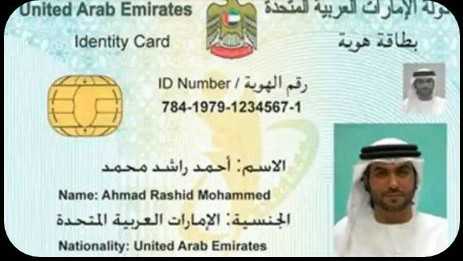 United Arab Emirates
ولة الإمارات العربية المتحدة
Identity Card
بطاقة هوية
ID Number / رقم الهوية
784-1979-1234567-1
الاسم: أحمد راشد محمد
Name: Ahmad Rashid Mohammed
الجنسية: الإمارات العربية المتحدة
Nationality: United Arab Emirates